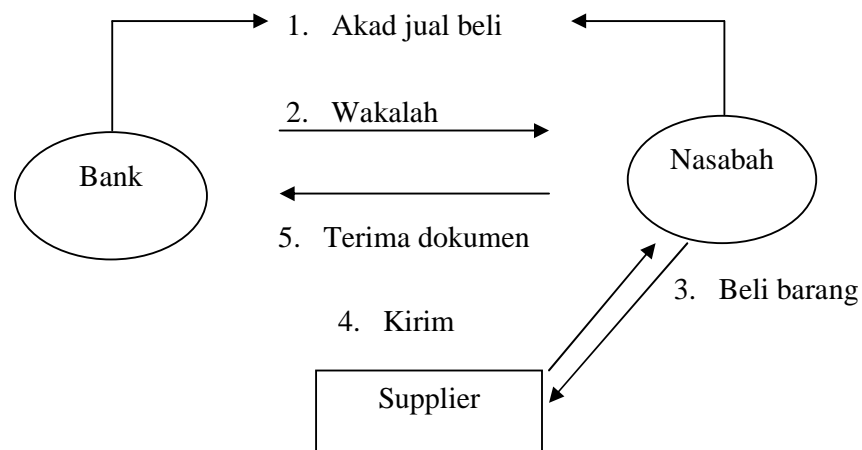 1. Akad jual beli
2. Wakalah
Bank
Nasabah
5. Terima dokumen
3. Beli barang
4. Kirim
Supplier